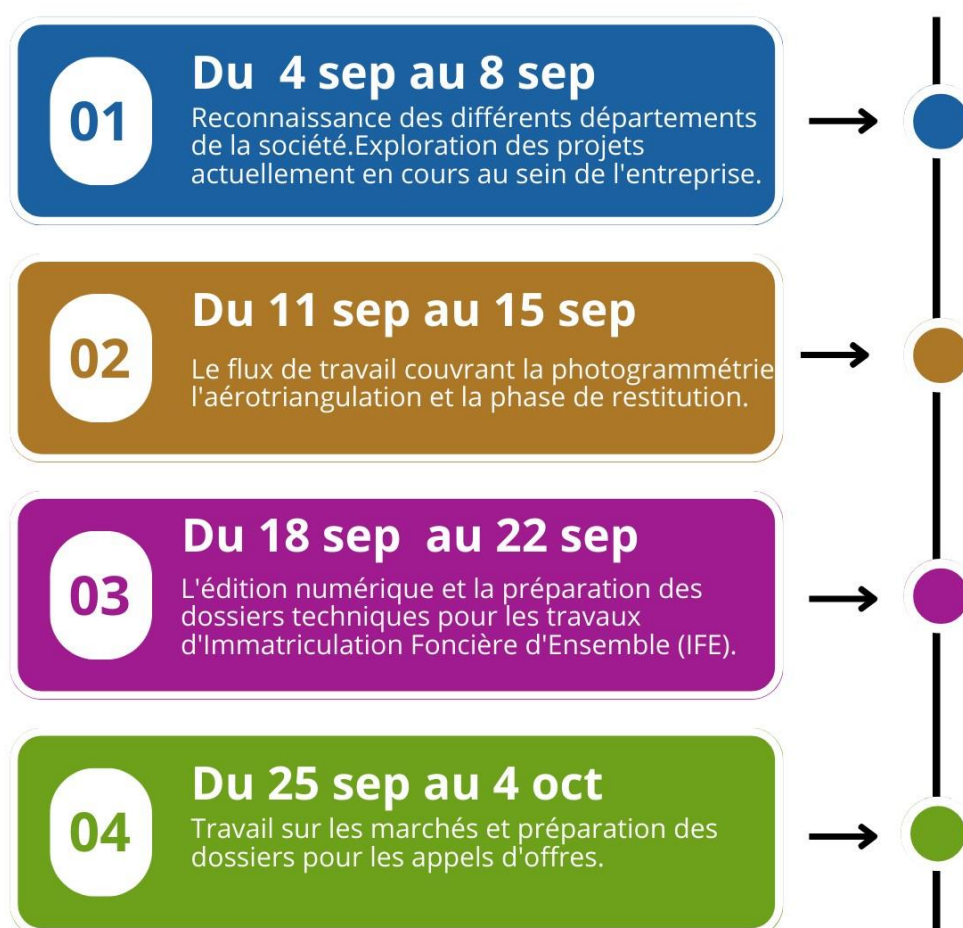 01
Du  4 sep au 8 sep
Reconnaissance des différents départements
de la société.Exploration des projets
actuellement en cours au sein de l'entreprise.
02
Du 11 sep au 15 sep
Le flux de travail couvrant la photogrammétrie
l'aérotriangulation et la phase de restitution.
03
Du 18 sep  au 22 sep
L'édition numérique et la préparation des
dossiers techniques pour les travaux
d'Immatriculation Foncière d'Ensemble (IFE).
04
Du 25 sep au 4 oct
Travail sur les marchés et préparation des
dossiers pour les appels d'offres.